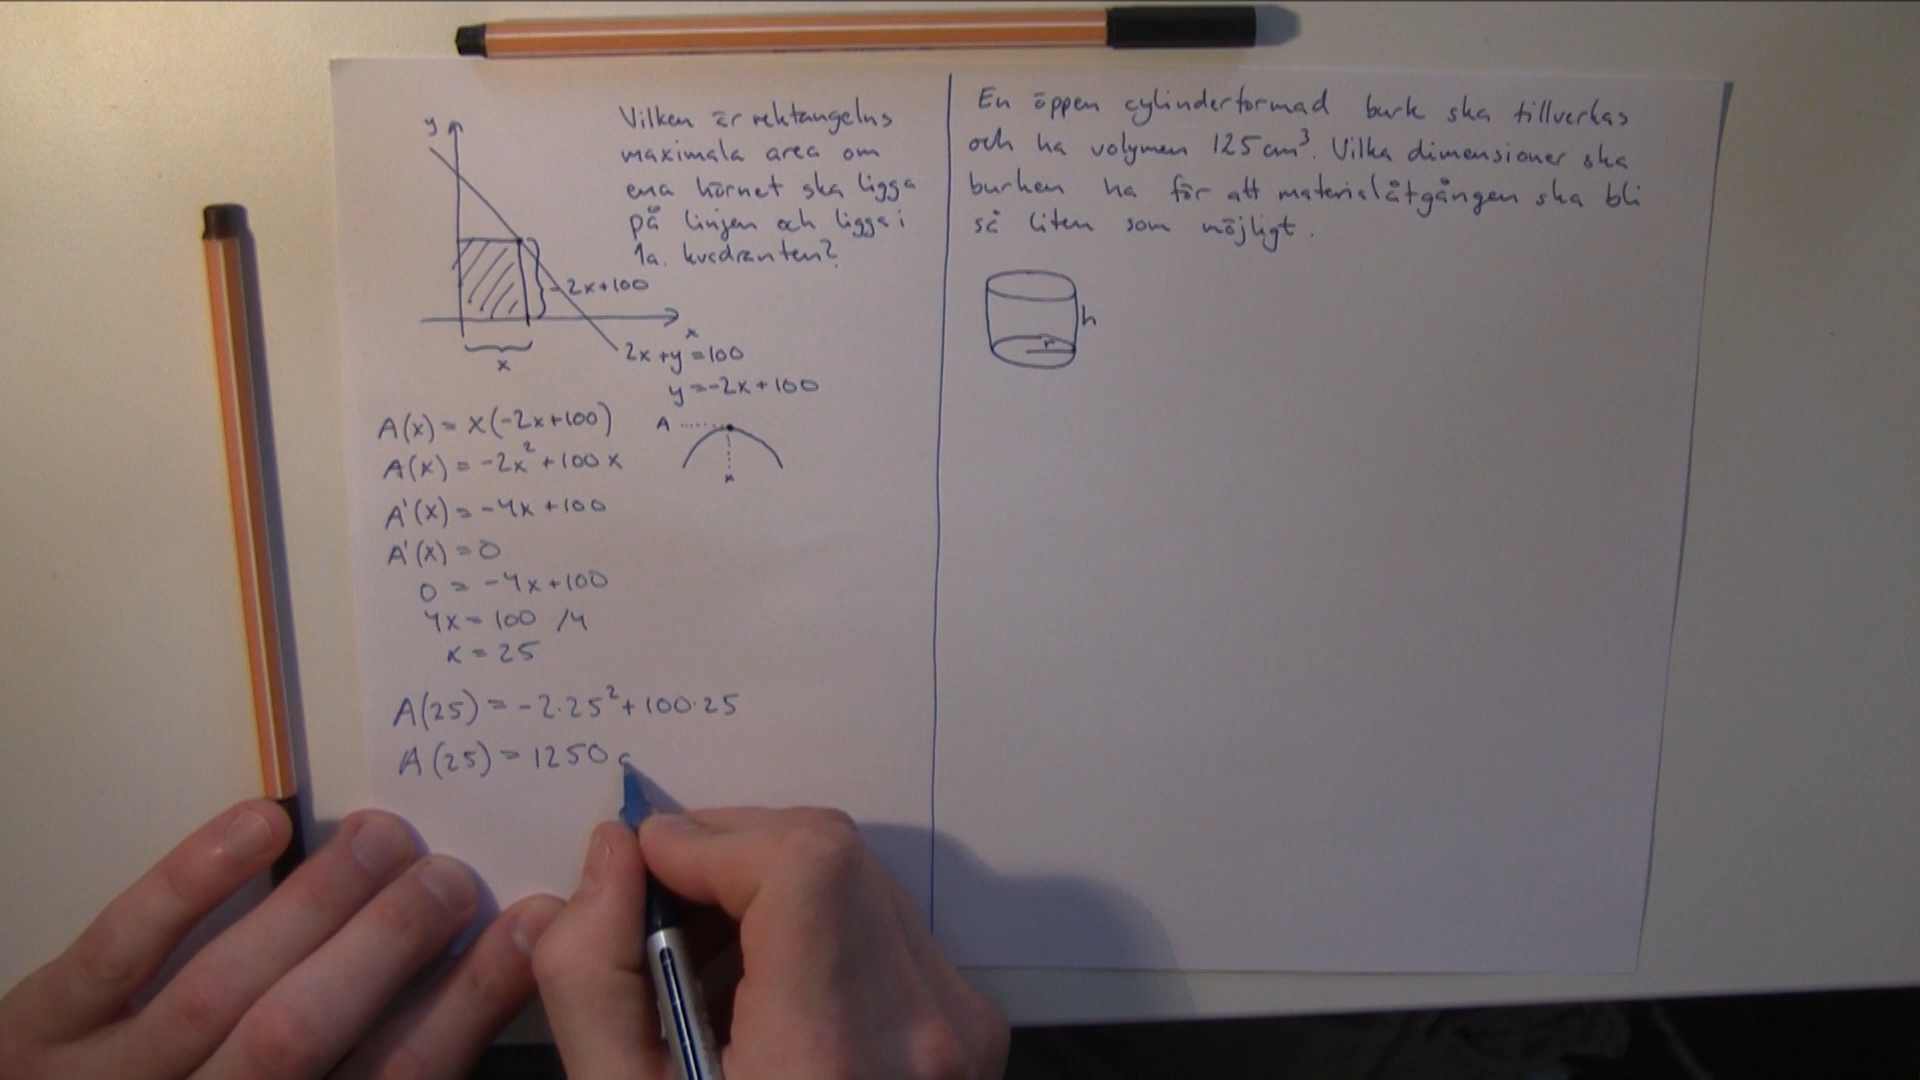 Vilken är rektangelns
maximala area om
ena hörnet ska ligga
på linjen och ligga i
1a. kvadranten?
y
-2x+100
x
x
2x+y=100
y=-2x+100
A(x)=x(-2x+100)
A(x)=-2x²+100x
A'(x)=-4x+100
A'(x)=0
0=-4x+100
4x=100 /4
x=25
A
x
A(25)=-2·25²+100·25
A(25)=1250
En öppen cylinderformad burk ska tillverkas
och ha volymen 125cm³. Vilka dimensioner ska
burken ha för att materialåtgången ska bli
så liten som möjligt.
h
r